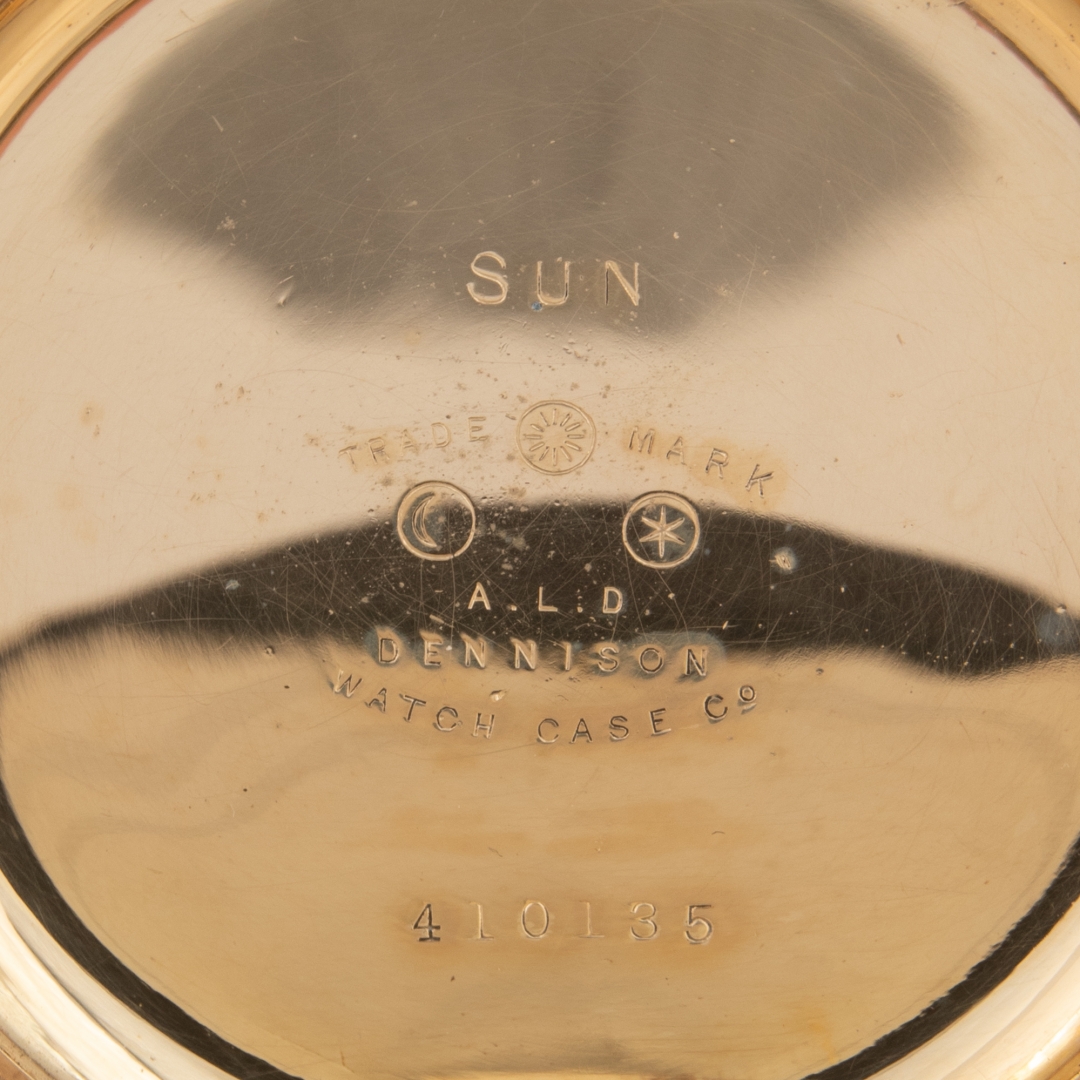 SUN
TRADE MARK
A.L.D
DENNISON
WATCH CASE Cº
410135